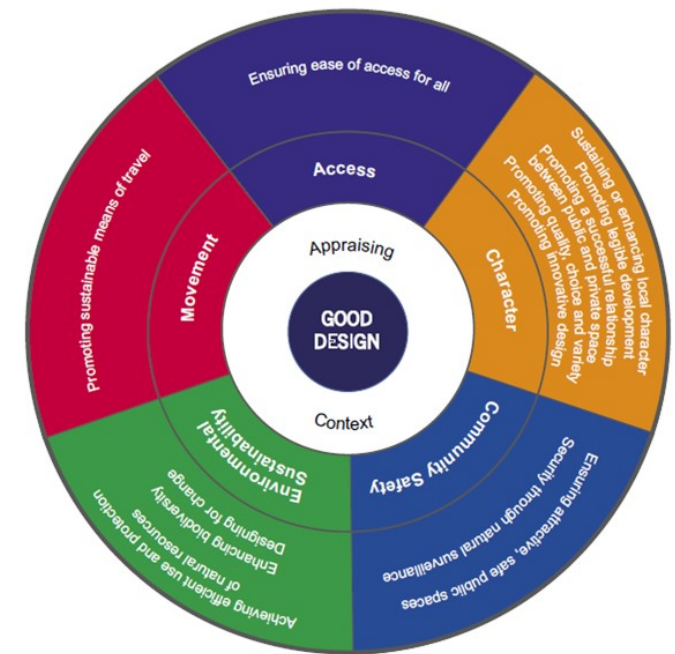 Ensuring ease of access for all
Access
Sustaining or enhancing local character
Promoting legible development
Promoting a successful relationship
between public and private space
Promoting quality, choice and variety
Promoting innovative design
Character
Community Safety
Ensuring attractive, safe public spaces
Security through natural surveillance
Environmental
Sustainability
Achieving efficient use and protection
of natural resources
Enhancing biodiversity
Designing for change
Movement
Promoting sustainable means of travel
Appraising
GOOD
DESIGN
Context